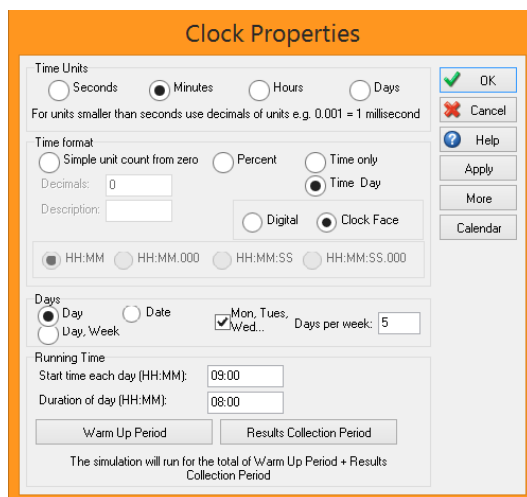 Clock Properties
Time Units
Seconds Minutes Hours Days
For units smaller than seconds use decimals of units e.g. 0.001 = 1 millisecond
Time format
Simple unit count from zero Percent Time only
Decimals: 0 Time Day
Description:
Digital Clock Face
HH:MM HH:MM.000 HH:MM:SS HH:MM:SS.000
Days
Day Date Mon, Tues,
Day, Week Wed... Days per week: 5
Running Time
Start time each day (HH:MM): 09:00
Duration of day (HH:MM): 08:00
Warm Up Period Results Collection Period
The simulation will run for the total of Warm Up Period + Results
Collection Period
OK
Cancel
Help
Apply
More
Calendar